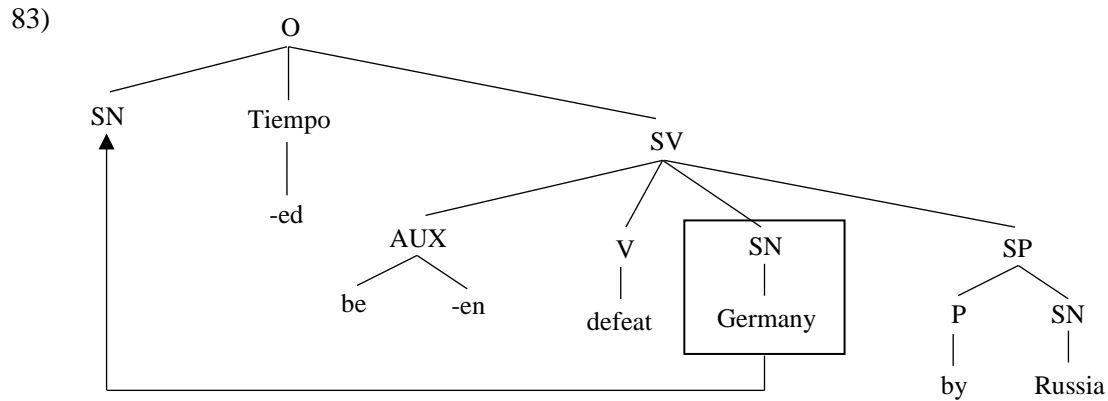 83)
O
SN Tiempo
SV
-ed
AUX V SN SP
be -en defeat Germany P SN
by Russia